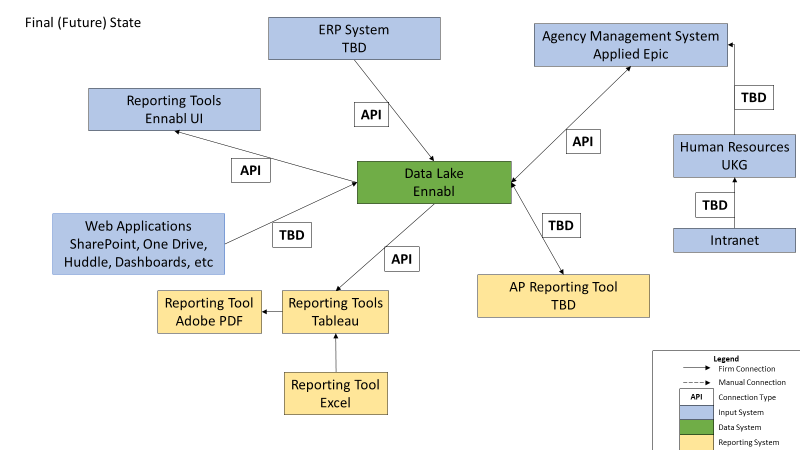 Final (Future) State
ERP System
TBD
Agency Management System
Applied Epic
Reporting Tools
Ennabl UI
API
TBD
API
Human Resources
UKG
API
Data Lake
Ennabl
TBD
Web Applications
SharePoint, One Drive,
Huddle, Dashboards, etc
TBD
TBD
Intranet
API
AP Reporting Tool
TBD
Reporting Tool
Adobe PDF
Reporting Tools
Tableau
Reporting Tool
Excel
Legend
Firm Connection
Manual Connection
API
Connection Type
Input System
Data System
Reporting System